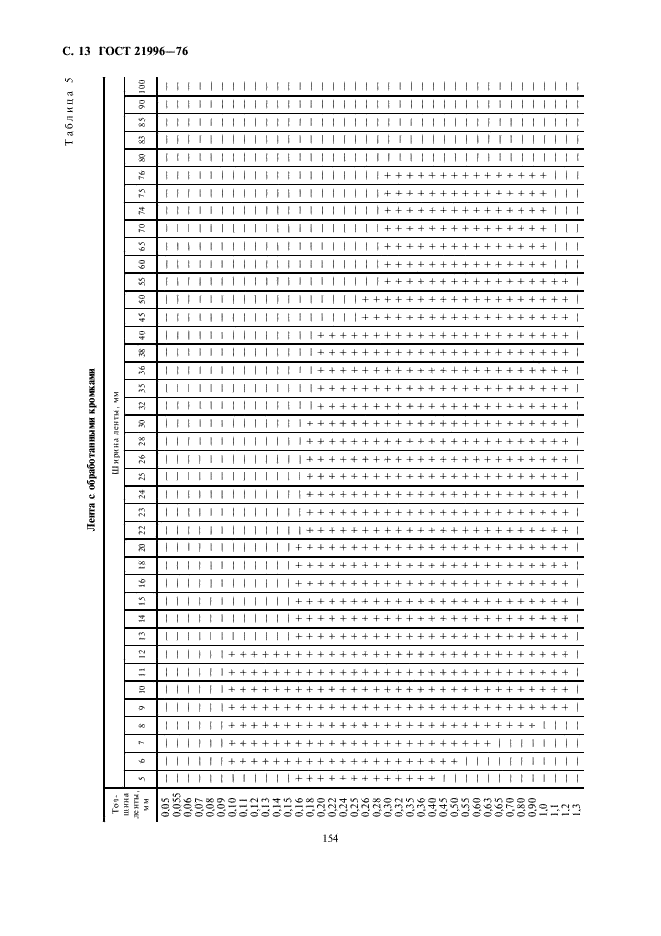 С. 13 ГОСТ 21996—76
Таблица 5
Лента с обработанными кромками
Тол-
щина
ленты,
мм
Ширина ленты, мм
5 6 7 8 9 10 11 12 13 14 15 16 18 20 22 23 24 25 26 28 30 32 35 36 38 40 45 50 55 60 65 70 74 75 76 80 83 85 90 100
0,05 — — — — — — — — — — — — — — — — — — — — — — — — — — — — — — — — — — — — — — — —
0,055 — — — — — — — — — — — — — — — — — — — — — — — — — — — — — — — — — — — — — — — —
0,06 — — — — — — — — — — — — — — — — — — — — — — — — — — — — — — — — — — — — — — — —
0,07 — — — — — — — — — — — — — — — — — — — — — — — — — — — — — — — — — — — — — — — —
0,08 — — — — — — — — — — — — — — — — — — — — — — — — — — — — — — — — — — — — — — — —
0,09 — — — — — — — — — — — — — — — — — — — — — — — — — — — — — — — — — — — — — — — —
0,10 — + + + + + + + — — — — — — — — — — — — — — — — — — — — — — — — — — — — — — — —
0,11 — + + + + + + + — — — — — — — — — — — — — — — — — — — — — — — — — — — — — — — —
0,12 — + + + + + + + — — — — — — — — — — — — — — — — — — — — — — — — — — — — — — — —
0,13 — + + + + + + + — — — — — — — — — — — — — — — — — — — — — — — — — — — — — — — —
0,14 — + + + + + + + — — — — — — — — — — — — — — — — — — — — — — — — — — — — — — — —
0,15 — + + + + + + + — — — — — — — — — — — — — — — — — — — — — — — — — — — — — — — —
0,16 + + + + + + + + + + + + + + — — — — — — — — — — — — — — — — — — — — — — — — — —
0,18 + + + + + + + + + + + + + + + + + + + + + — — — — — — — — — — — — — — — — — — —
0,20 + + + + + + + + + + + + + + + + + + + + + + + + + + — — — — — — — — — — — — — —
0,22 + + + + + + + + + + + + + + + + + + + + + + + + + + — — — — — — — — — — — — — —
0,24 + + + + + + + + + + + + + + + + + + + + + + + + + + — — — — — — — — — — — — — —
0,25 + + + + + + + + + + + + + + + + + + + + + + + + + + — — — — — — — — — — — — — —
0,26 + + + + + + + + + + + + + + + + + + + + + + + + + + + + — — — — — — — — — — — —
0,28 + + + + + + + + + + + + + + + + + + + + + + + + + + + + — — — — — — — — — — — —
0,30 + + + + + + + + + + + + + + + + + + + + + + + + + + + + + + + + + + + — — — — —
0,32 + + + + + + + + + + + + + + + + + + + + + + + + + + + + + + + + + + + — — — — —
0,35 + + + + + + + + + + + + + + + + + + + + + + + + + + + + + + + + + + + — — — — —
0,36 + + + + + + + + + + + + + + + + + + + + + + + + + + + + + + + + + + + — — — — —
0,40 + + + + + + + + + + + + + + + + + + + + + + + + + + + + + + + + + + + — — — — —
0,45 — + + + + + + + + + + + + + + + + + + + + + + + + + + + + + + + + + + — — — — —
0,50 — + + + + + + + + + + + + + + + + + + + + + + + + + + + + + + + + + + — — — — —
0,55 — — + + + + + + + + + + + + + + + + + + + + + + + + + + + + + + + + + — — — — —
0,60 — — + + + + + + + + + + + + + + + + + + + + + + + + + + + + + + + + + — — — — —
0,63 — — + + + + + + + + + + + + + + + + + + + + + + + + + + + + + + + + + — — — — —
0,65 — — — + + + + + + + + + + + + + + + + + + + + + + + + + + + + + + + + — — — — —
0,70 — — — + + + + + + + + + + + + + + + + + + + + + + + + + + + + + + + + — — — — —
0,80 — — — + + + + + + + + + + + + + + + + + + + + + + + + + + + + + + + + — — — — —
0,90 — — — + + + + + + + + + + + + + + + + + + + + + + + + + + + + + + + + — — — — —
1,0 — — — — + + + + + + + + + + + + + + + + + + + + + + + + + + + + + + + — — — — —
1,1 — — — — + + + + + + + + + + + + + + + + + + + + + + + + + — — — — — — — — — — —
1,2 — — — — + + + + + + + + + + + + + + + + + + + + + + + + + — — — — — — — — — — —
1,3 — — — — — — — — — — — — — — — — — — — — — — — — — — — — — — — — — — — — — — — —
154